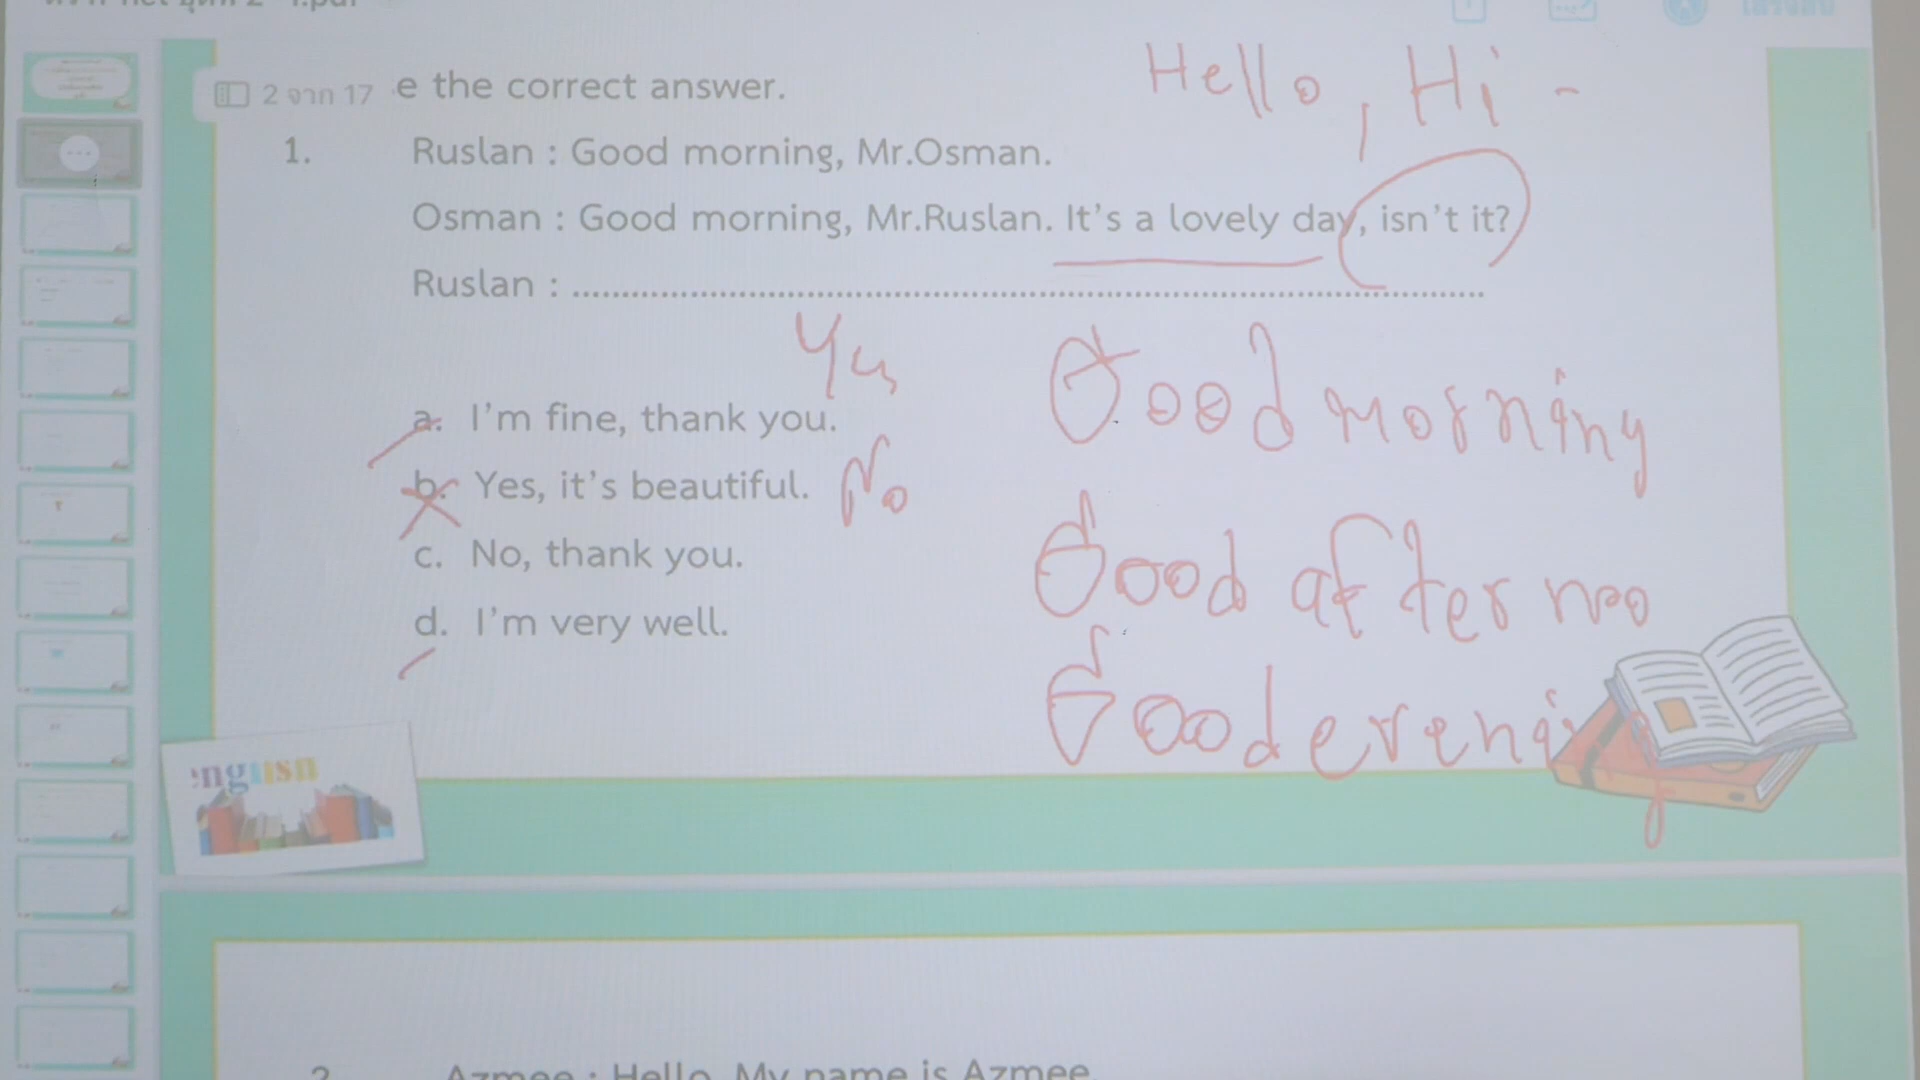 2 จาก 17
e the correct answer.
Hello, Hi -
1. Ruslan : Good morning, Mr.Osman.
Osman : Good morning, Mr.Ruslan. It's a lovely day, isn't it?
Ruslan : ........................................................
Yes
a. I'm fine, thank you.
Good morning
b. Yes, it's beautiful.
No
c. No, thank you.
Good afternoo
d. I'm very well.
Good evening
english
Azmee : Hello. My name is Azmee.